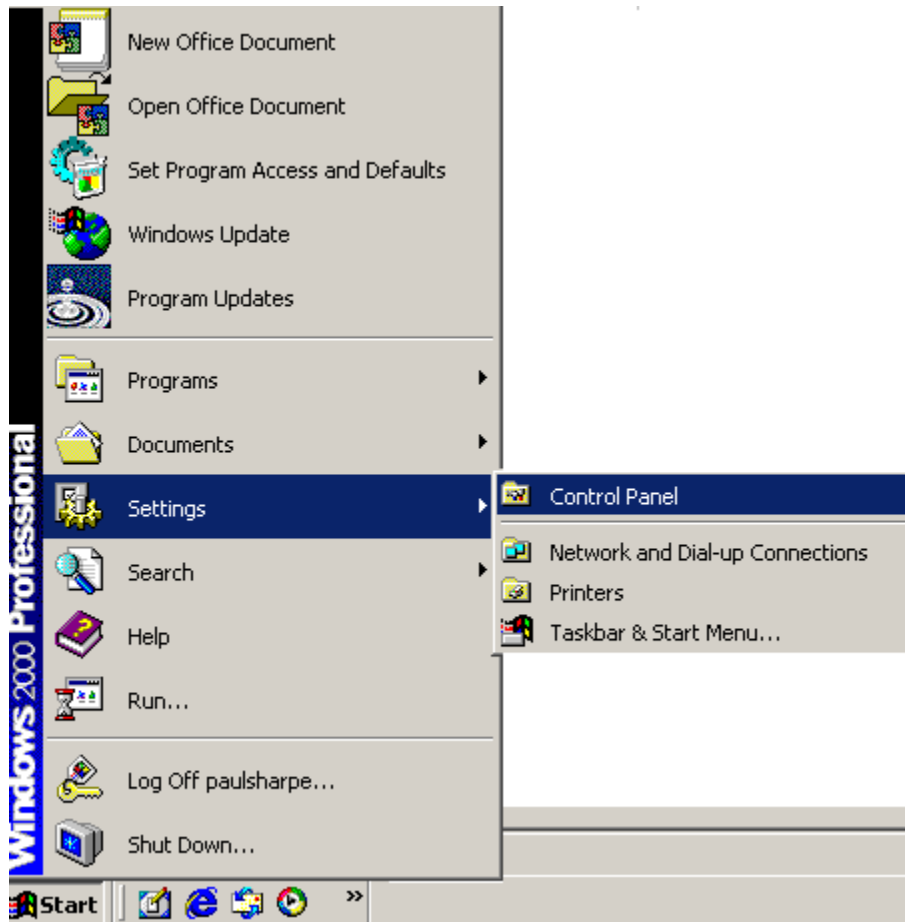 New Office Document
Open Office Document
Set Program Access and Defaults
Windows Update
Program Updates
Programs
Documents
Settings
Search
Help
Run...
Log Off paulsharpe...
Shut Down...
Control Panel
Network and Dial-up Connections
Printers
Taskbar & Start Menu...
Windows 2000 Professional
Start
»